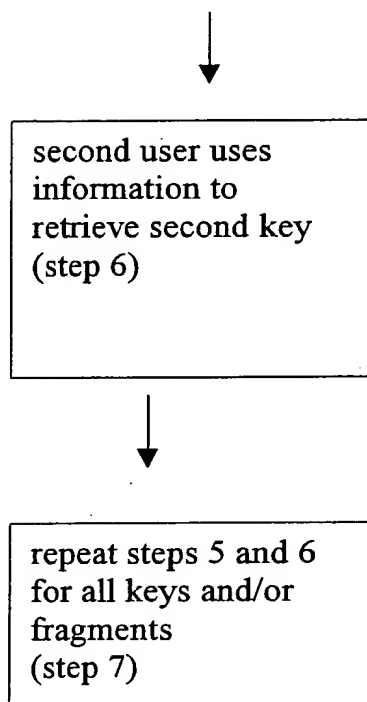 second user uses
information to
retrieve second key
(step 6)
repeat steps 5 and 6
for all keys and/or
fragments
(step 7)